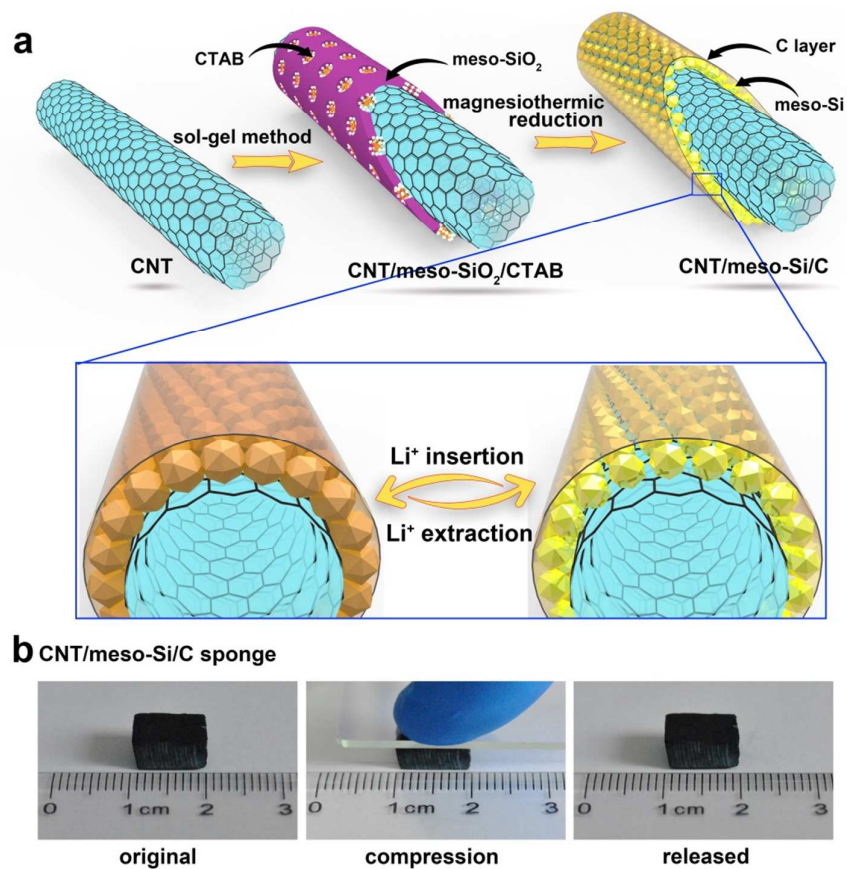 a
CTAB
meso-SiO₂
C layer
meso-Si
sol-gel method
magnesiothermic
reduction
CNT
CNT/meso-SiO₂/CTAB
CNT/meso-Si/C
Li⁺ insertion
Li⁺ extraction
b CNT/meso-Si/C sponge
0 1 cm 2 3
0 1 cm 2 3
0 1 cm 2 3
original
compression
released